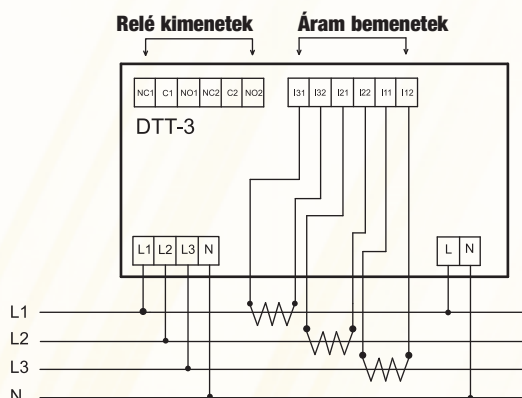 Relé kimenetek Áram bemenetek
NC1 C1 NO1 NC2 C2 NO2 I31 I32 I21 I22 I11 I12
DTT-3
L1 L2 L3 N L N
L1
L2
L3
N